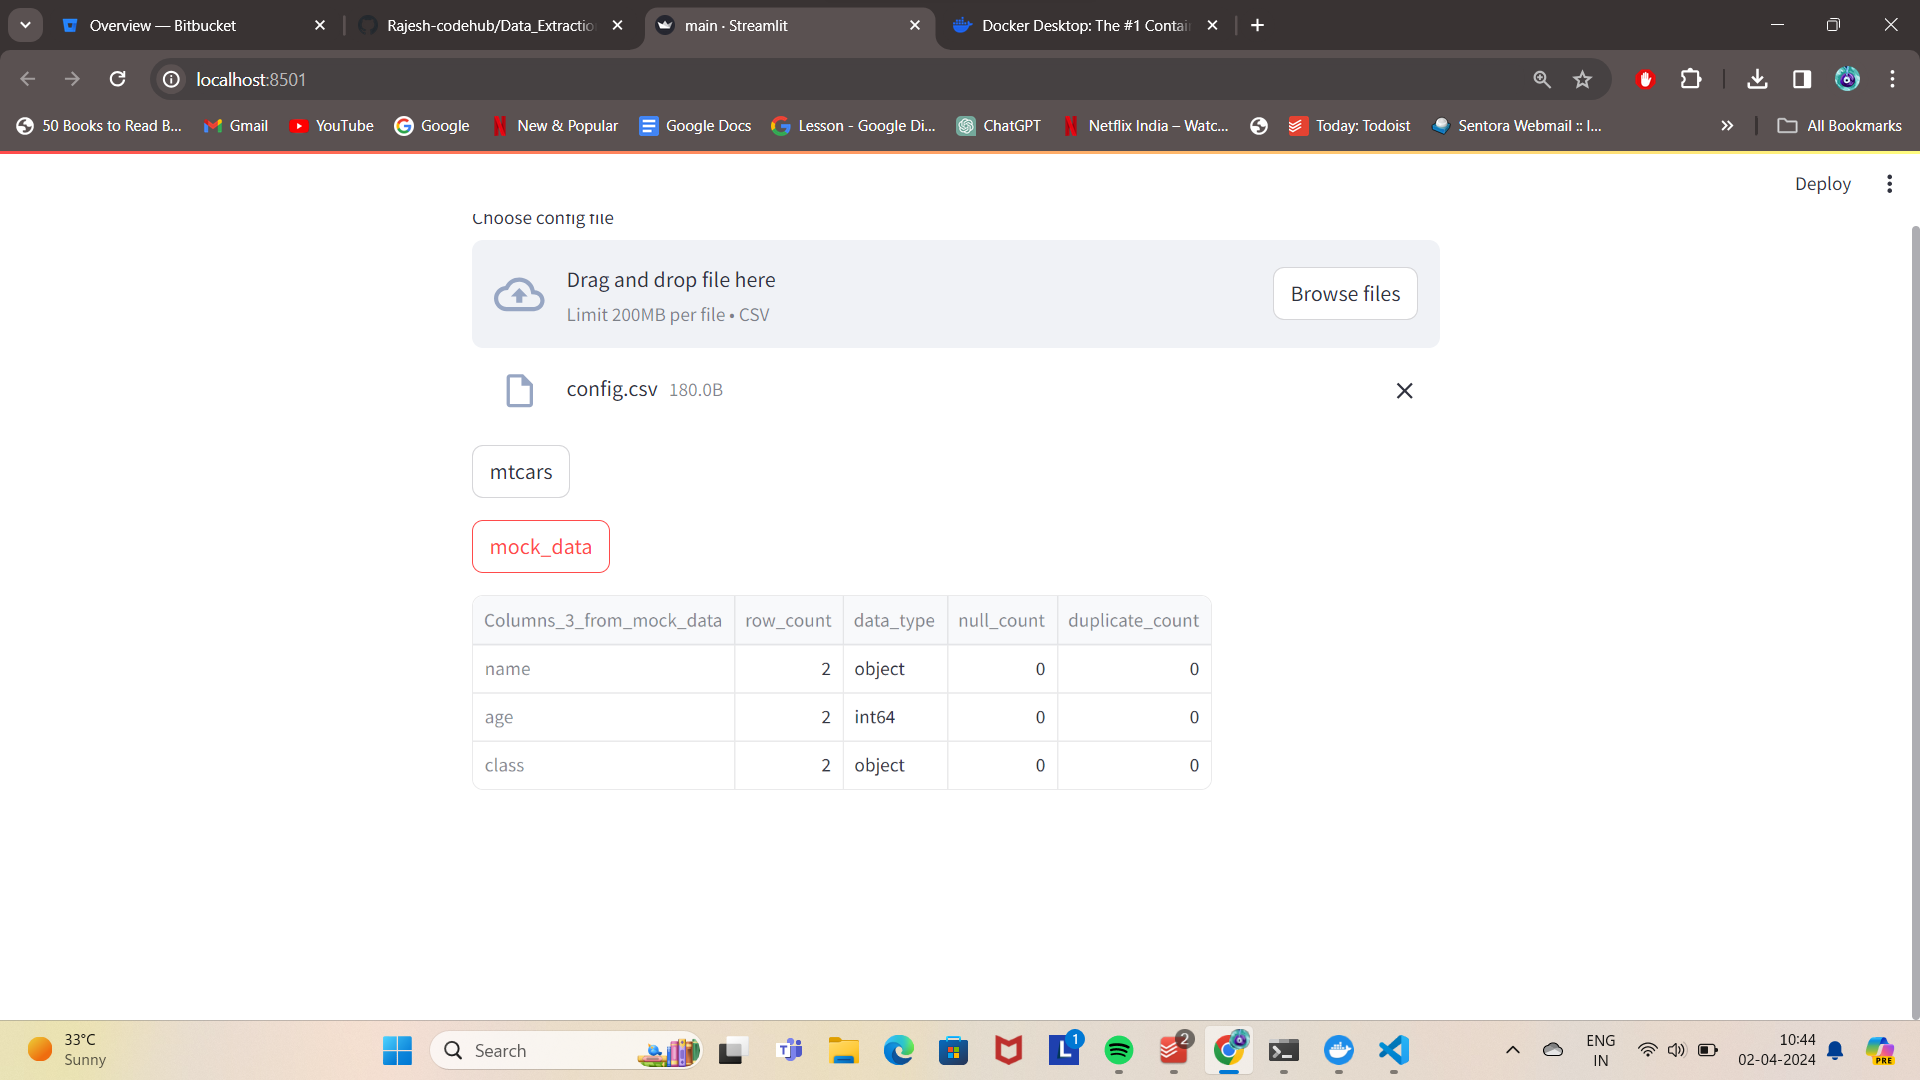 Overview — Bitbucket
Rajesh-codehub/Data_Extractio
main · Streamlit
Docker Desktop: The #1 Contai
localhost:8501
50 Books to Read B...
Gmail
YouTube
Google
New & Popular
Google Docs
Lesson - Google Di...
ChatGPT
Netflix India – Watc...
Today: Todoist
Sentora Webmail :: I...
All Bookmarks
Deploy
Choose config file
Drag and drop file here
Limit 200MB per file • CSV
Browse files
config.csv 180.0B
mtcars
mock_data
Columns_3_from_mock_data row_count data_type null_count duplicate_count
name 2 object 0 0
age 2 int64 0 0
class 2 object 0 0
33°C
Sunny
Search
1
2
ENG
IN
10:44
02-04-2024
PRE